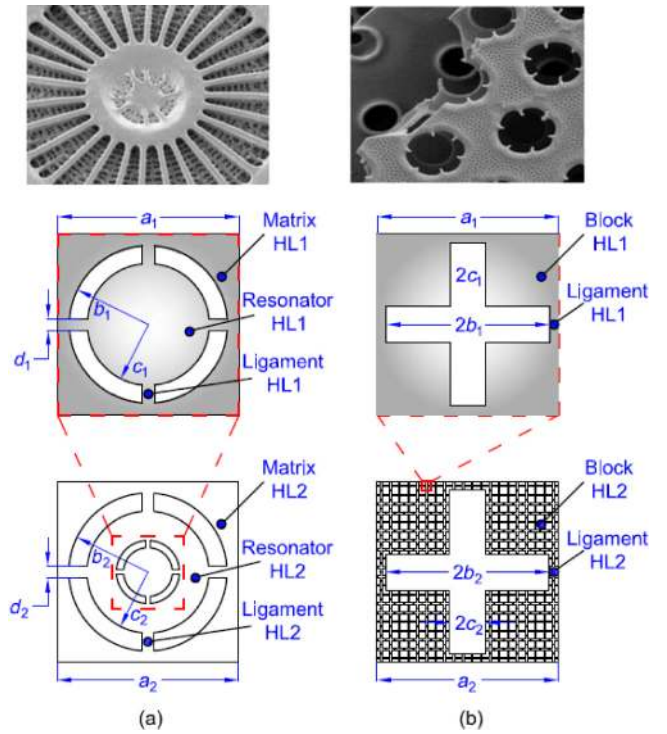 a1
a1
Matrix
HL1
Block
HL1
b1
Resonator
HL1
2c1
Ligament
HL1
d1
2b1
c1
Ligament
HL1
Matrix
HL2
Block
HL2
b2
Resonator
HL2
Ligament
HL2
d2
2b2
c2
Ligament
HL2
2c2
a2
a2
(a)
(b)